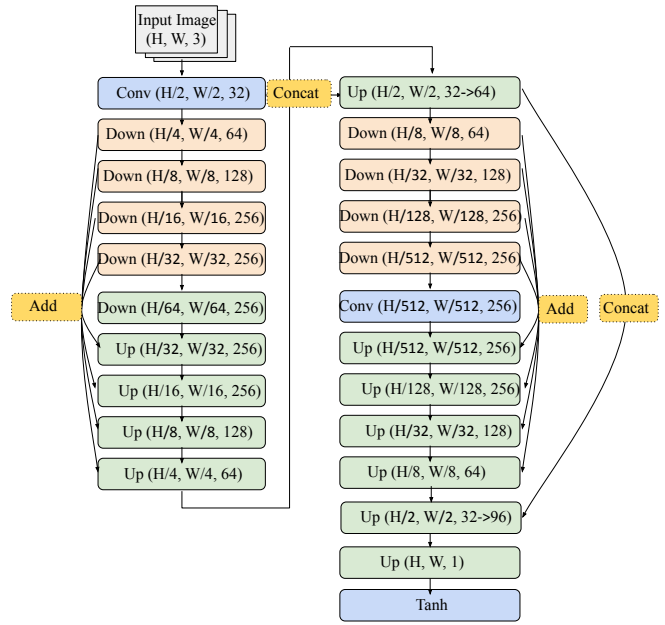 Input Image
(H, W, 3)
Conv (H/2, W/2, 32)
Down (H/4, W/4, 64)
Down (H/8, W/8, 128)
Down (H/16, W/16, 256)
Down (H/32, W/32, 256)
Down (H/64, W/64, 256)
Up (H/32, W/32, 256)
Up (H/16, W/16, 256)
Up (H/8, W/8, 128)
Up (H/4, W/4, 64)
Add
Concat
Up (H/2, W/2, 32->64)
Down (H/8, W/8, 64)
Down (H/32, W/32, 128)
Down (H/128, W/128, 256)
Down (H/512, W/512, 256)
Conv (H/512, W/512, 256)
Up (H/512, W/512, 256)
Up (H/128, W/128, 256)
Up (H/32, W/32, 128)
Up (H/8, W/8, 64)
Up (H/2, W/2, 32->96)
Up (H, W, 1)
Tanh
Add
Concat